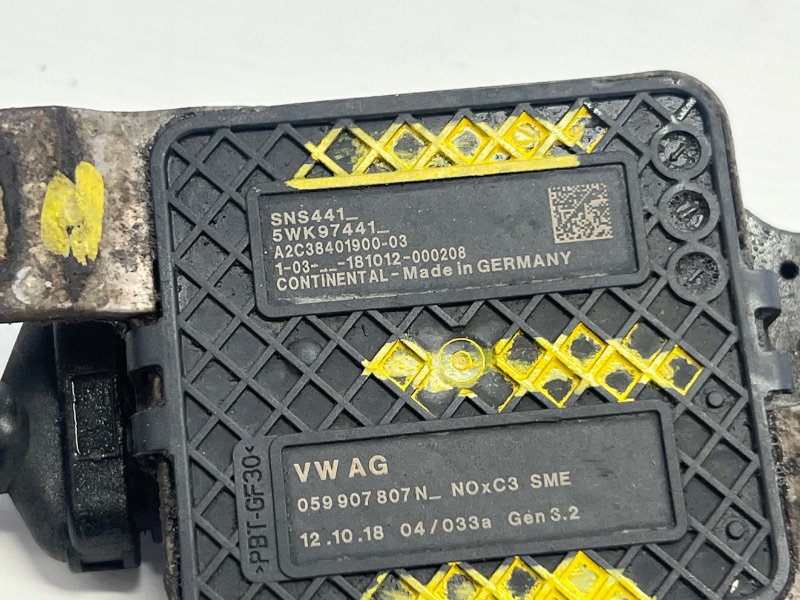 SNS441_
5WK97441_
A2C38401900-03
1-03-__-181012-000208
CONTINENTAL-Made in GERMANY
>PBT-GF30<
VW AG
059 907 807 N_ NOxC3 SME
12.10.18 04/033a Gen 3.2